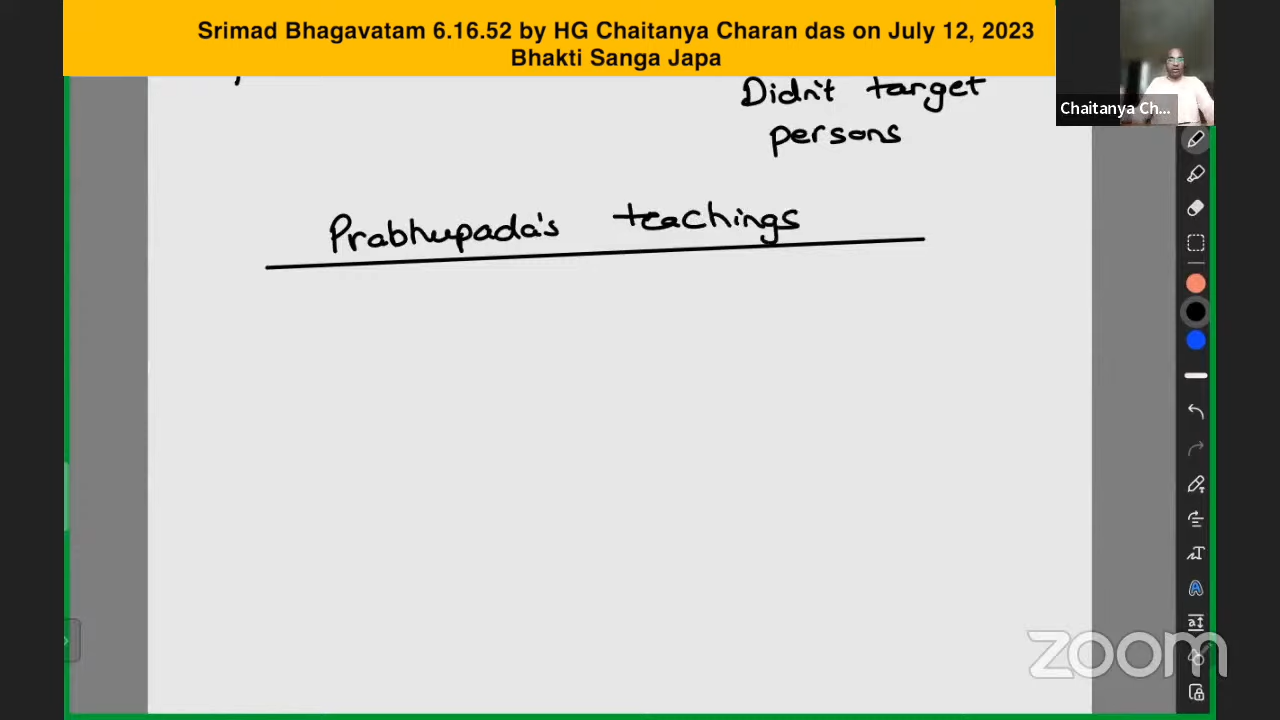 Srimad Bhagavatam 6.16.52 by HG Chaitanya Charan das on July 12, 2023
Bhakti Sanga Japa
Chaitanya Ch...
Didn't target
persons
Prabhupada's teachings
zoom